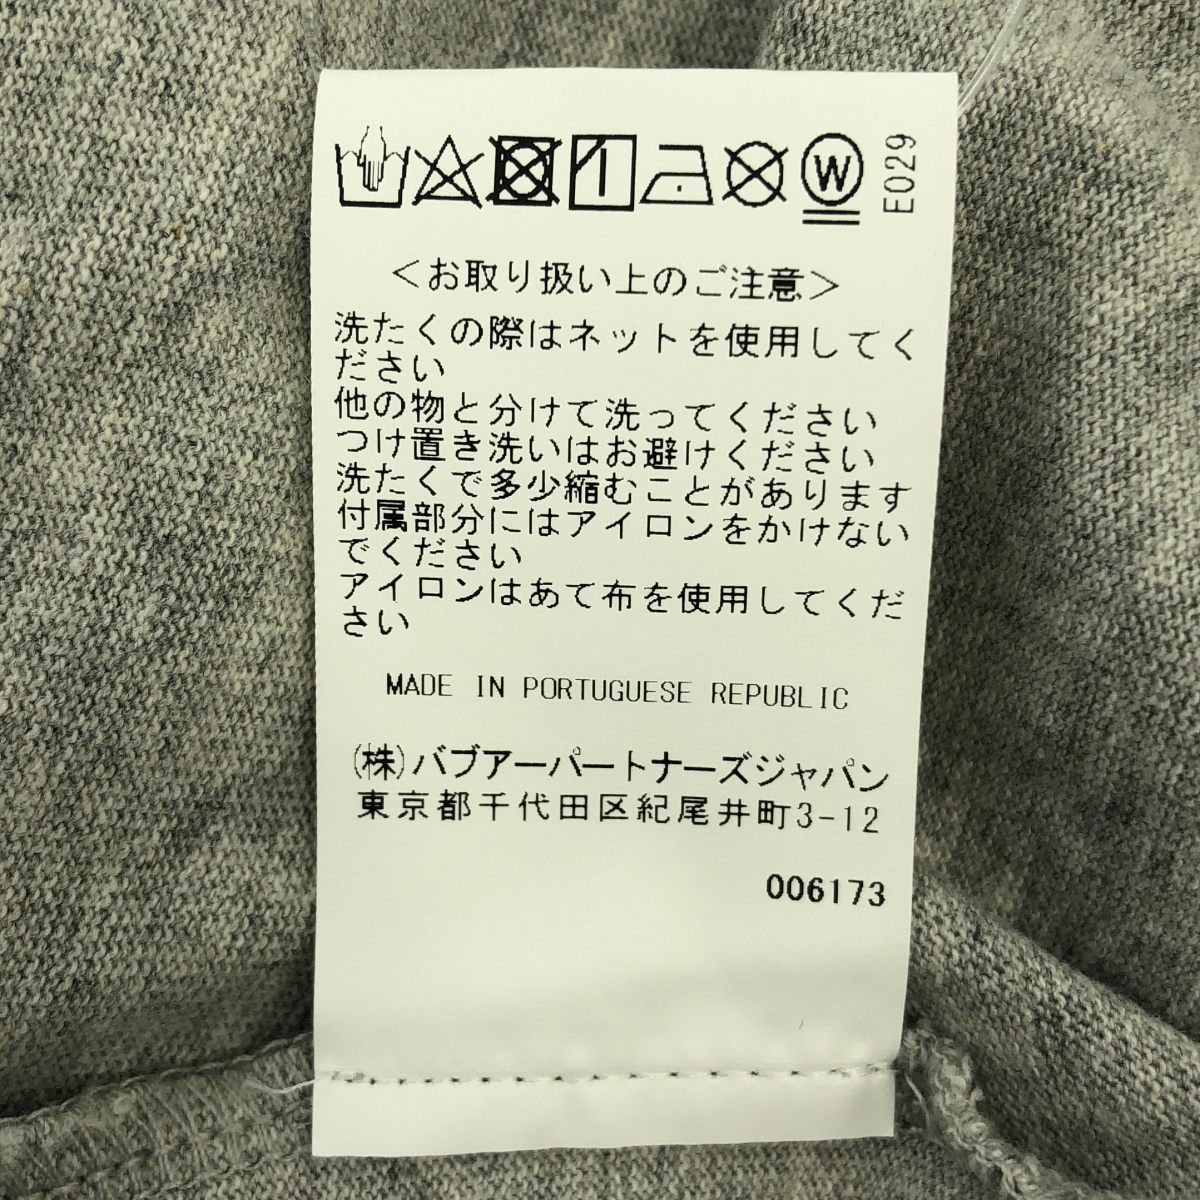 W E029
＜お取り扱い上のご注意＞
洗たくの際はネットを使用してく
ださい
他の物と分けて洗ってください
つけ置き洗いはお避けください
洗たくで多少縮むことがあります
付属部分にはアイロンをかけない
でください
アイロンはあて布を使用してくだ
さい
MADE IN PORTUGUESE REPUBLIC
(株)バブアーパートナーズジャパン
東京都千代田区紀尾井町3-12
006173